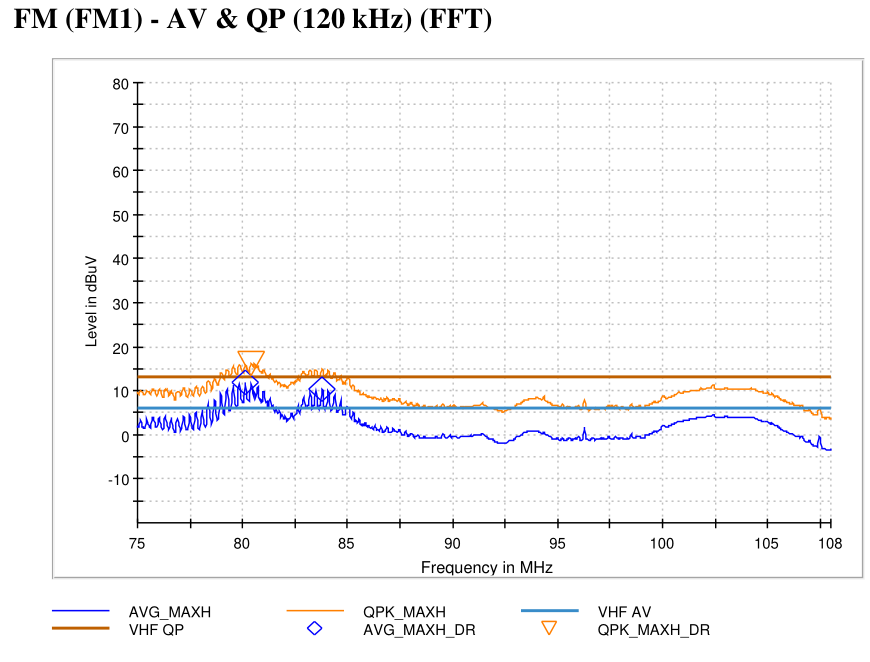 FM (FM1) - AV & QP (120 kHz) (FFT)
80
70
60
50
40
30
20
10
0
-10
Level in dBuV
75 80 85 90 95 100 105 108
Frequency in MHz
AVG_MAXH QPK_MAXH VHF AV
VHF QP AVG_MAXH_DR QPK_MAXH_DR